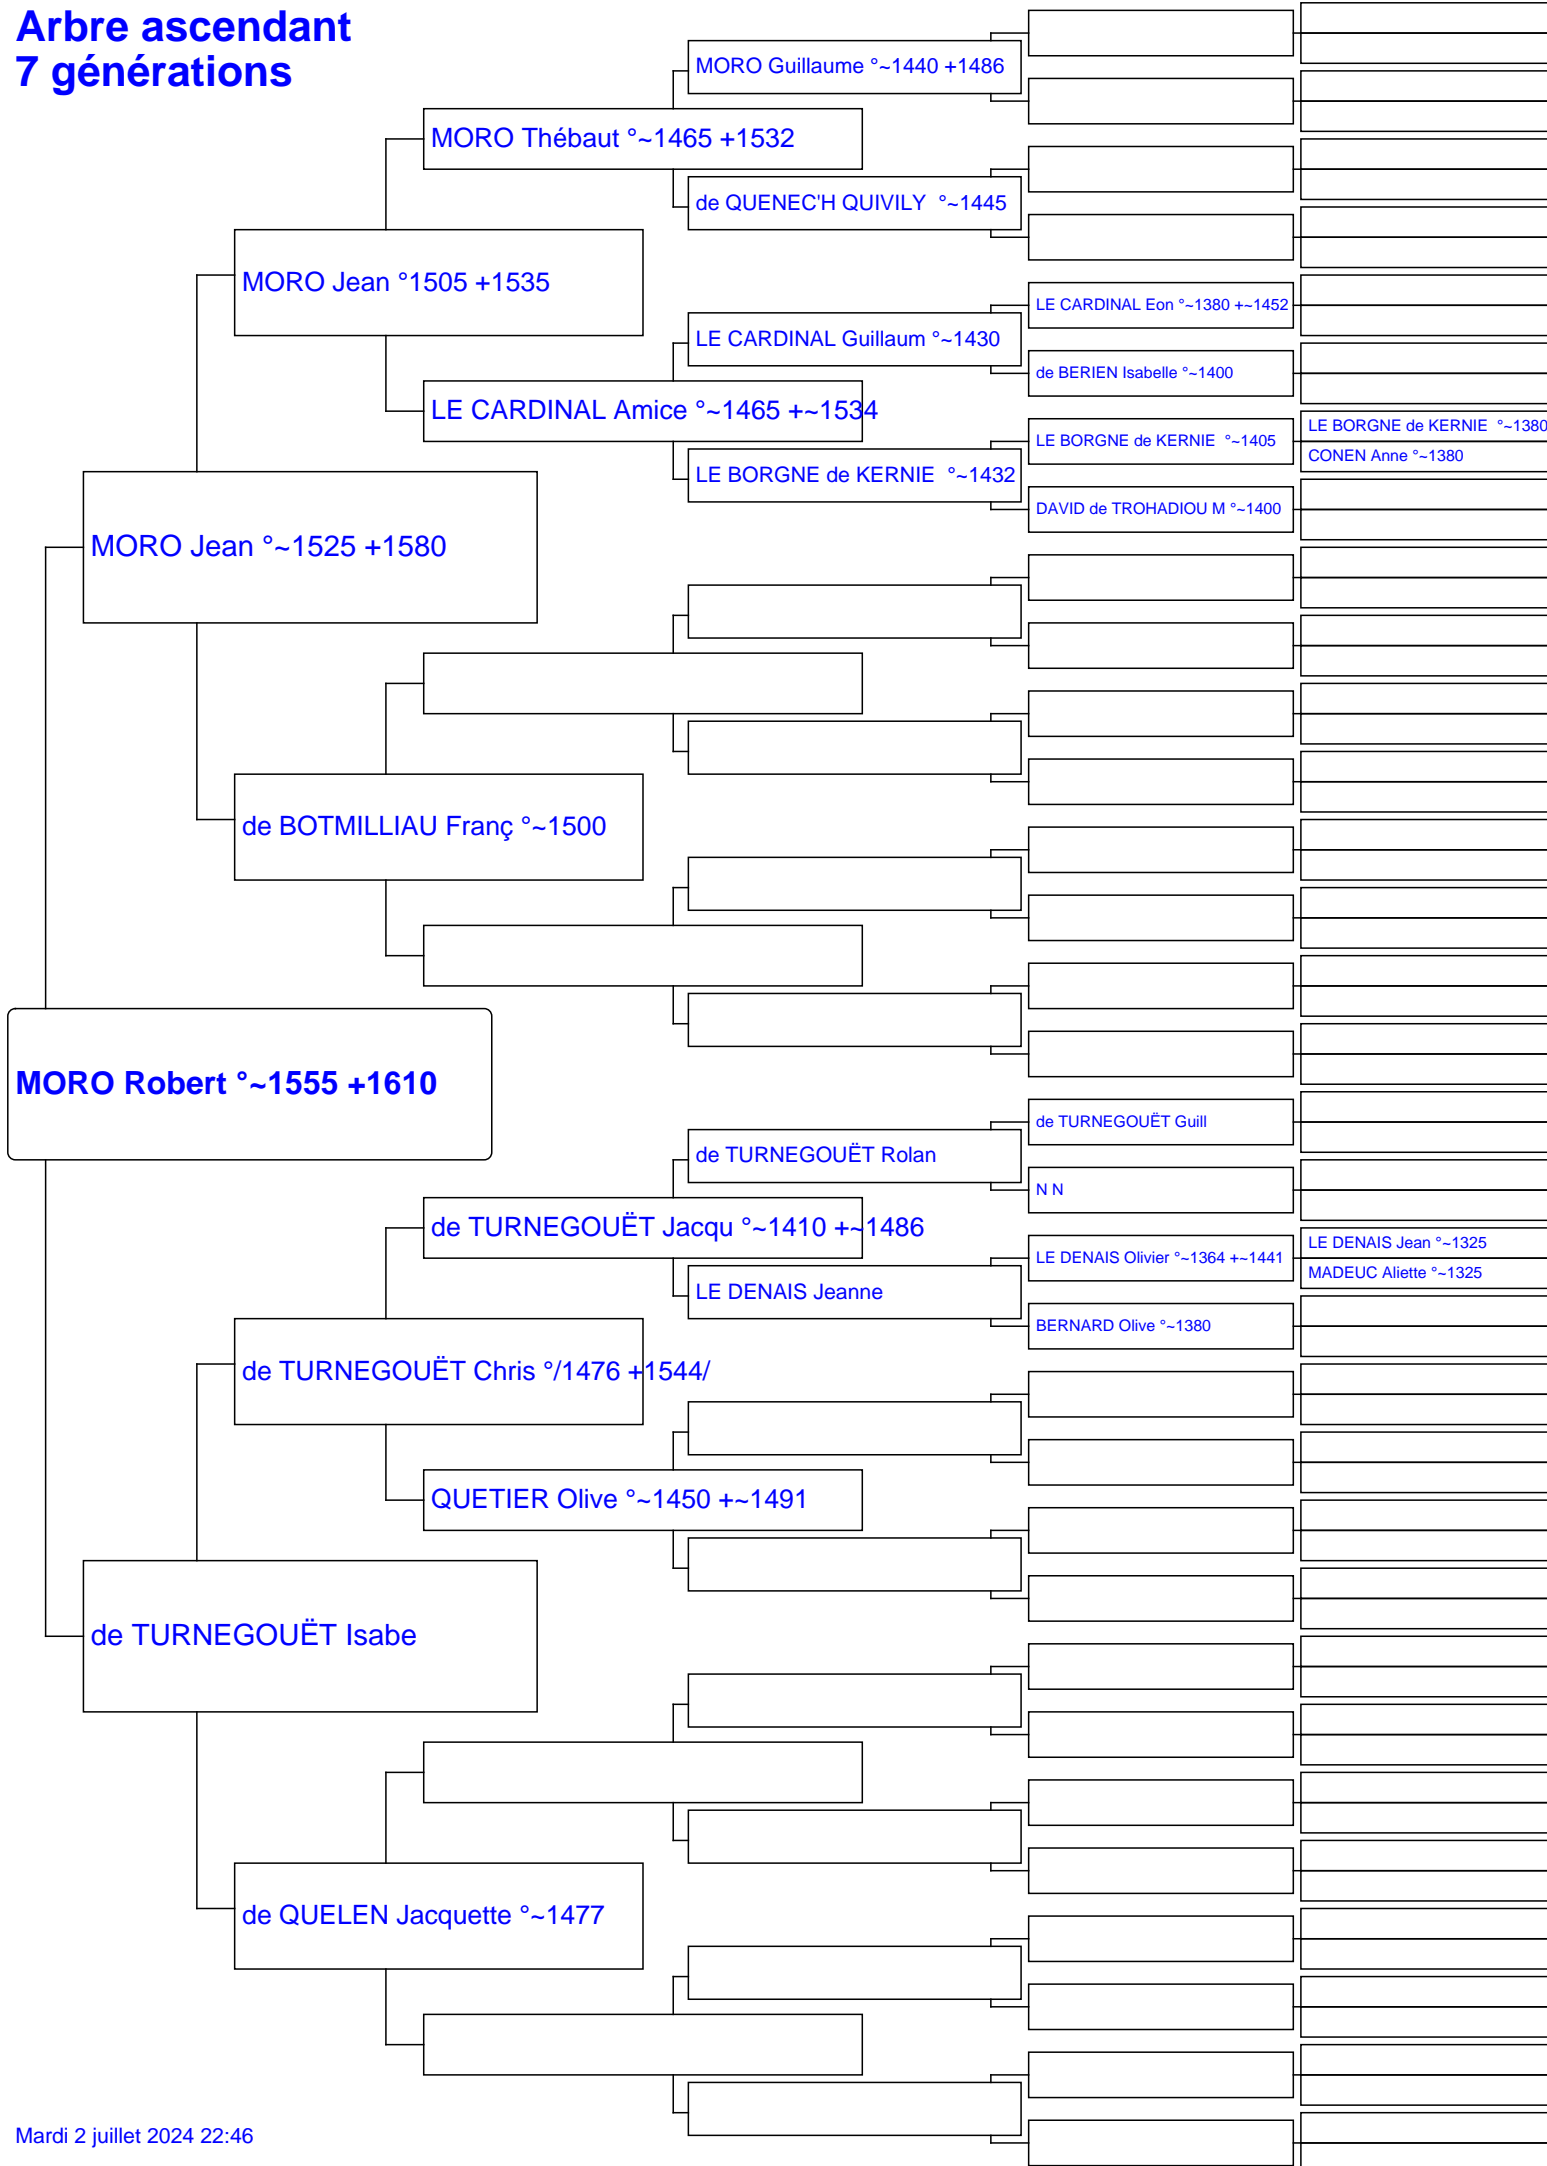 Arbre ascendant
7 générations
MORO Guillaume °~1440 +1486
MORO Thébaut °~1465 +1532
de QUENEC'H QUIVILY °~1445
MORO Jean °1505 +1535
LE CARDINAL Eon °~1380 +~1452
LE CARDINAL Guillaum °~1430
de BERIEN Isabelle °~1400
LE CARDINAL Amice °~1465 +~1534
LE BORGNE de KERNIE °~1380
LE BORGNE de KERNIE °~1405
CONEN Anne °~1380
LE BORGNE de KERNIE °~1432
DAVID de TROHADIOU M °~1400
MORO Jean °~1525 +1580
de BOTMILLIAU Franç °~1500
MORO Robert °~1555 +1610
de TURNEGOUËT Guill
de TURNEGOUËT Rolan
N N
de TURNEGOUËT Jacqu °~1410 +~1486
LE DENAIS Jean °~1325
LE DENAIS Olivier °~1364 +~1441
MADEUC Aliette °~1325
LE DENAIS Jeanne
BERNARD Olive °~1380
de TURNEGOUËT Chris °/1476 +1544/
QUETIER Olive °~1450 +~1491
de TURNEGOUËT Isabe
de QUELEN Jacquette °~1477
Mardi 2 juillet 2024 22:46